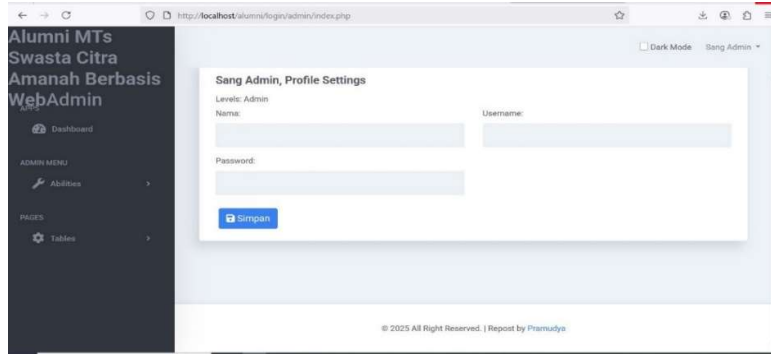 http://localhost/alumni/login/admin/index.php
Alumni MTs
Swasta Citra
Amanah Berbasis
WebAdmin
APPS
Dashboard
ADMIN MENU
Abilities
PAGES
Tables
Dark Mode
Sang Admin
Sang Admin, Profile Settings
Levels: Admin
Name:
Username:
Password:
Simpan
© 2025 All Right Reserved. | Repost by Pramudya